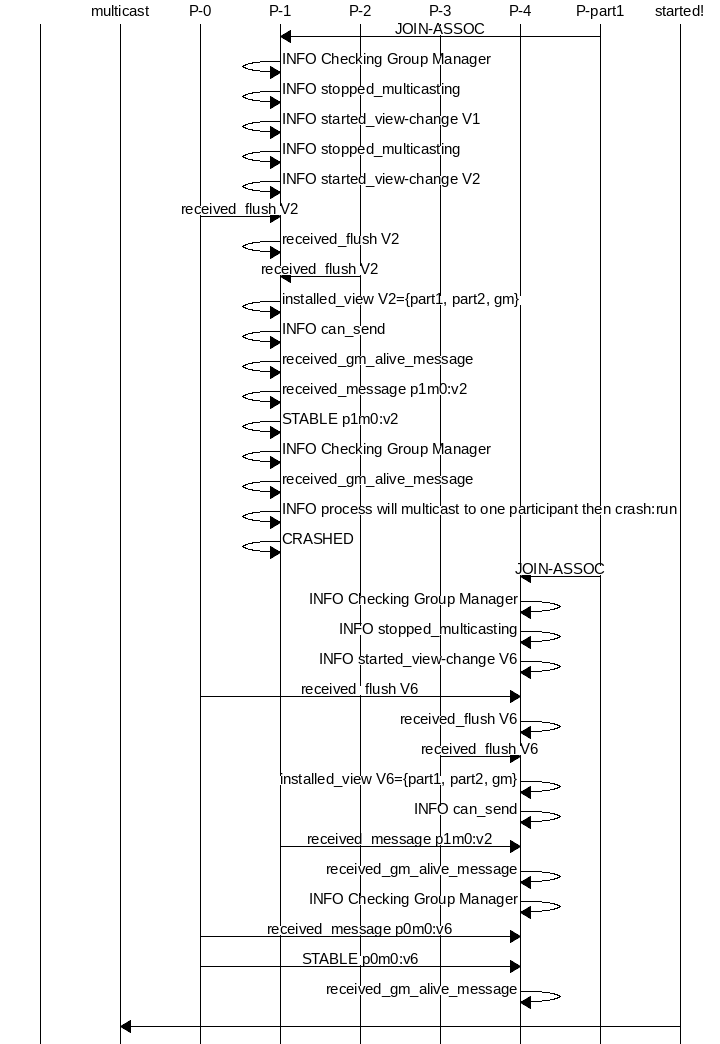 multicast P-0 P-1 P-2 P-3 P-4 P-part1 started!
JOIN-ASSOC
INFO Checking Group Manager
INFO stopped_multicasting
INFO started_view-change V1
INFO stopped_multicasting
INFO started_view-change V2
received_flush V2
received_flush V2
received_flush V2
installed_view V2={part1, part2, gm}
INFO can_send
received_gm_alive_message
received_message p1m0:v2
STABLE p1m0:v2
INFO Checking Group Manager
received_gm_alive_message
INFO process will multicast to one participant then crash:run
CRASHED
JOIN-ASSOC
INFO Checking Group Manager
INFO stopped_multicasting
INFO started_view-change V6
received_flush V6
received_flush V6
received_flush V6
installed_view V6={part1, part2, gm}
INFO can_send
received_message p1m0:v2
received_gm_alive_message
INFO Checking Group Manager
received_message p0m0:v6
STABLE p0m0:v6
received_gm_alive_message